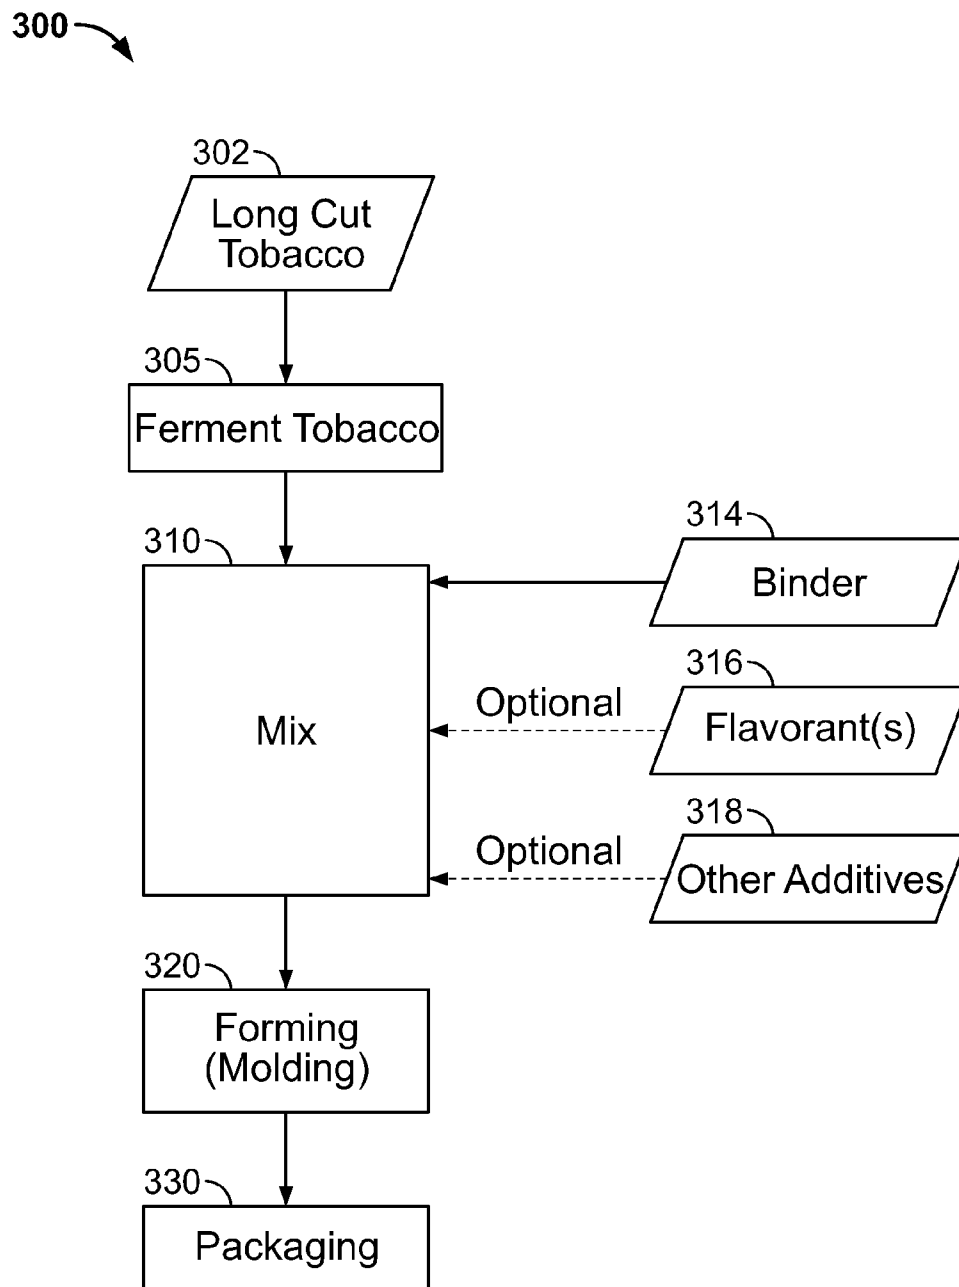 300
302
Long Cut
Tobacco
305
Ferment Tobacco
310
Mix
314
Binder
Optional
316
Flavorant(s)
Optional
318
Other Additives
320
Forming
(Molding)
330
Packaging